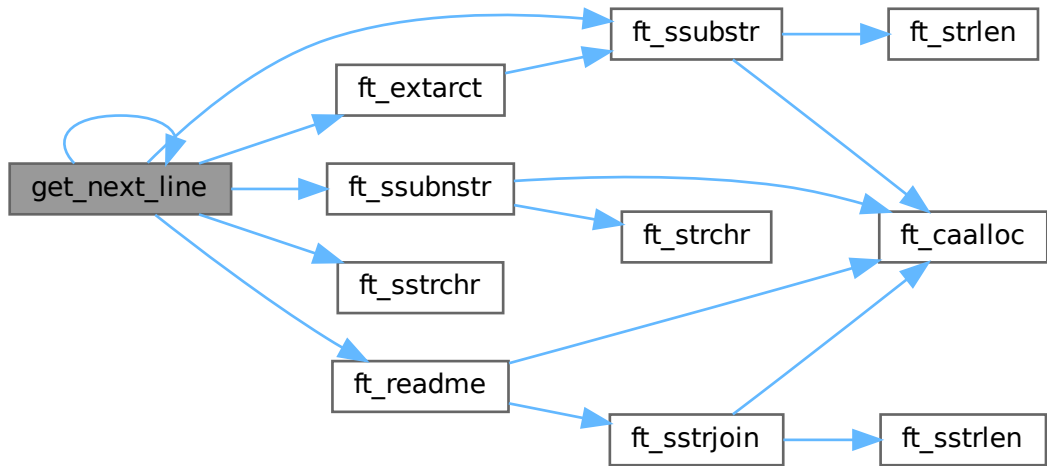 ft_ssubstr
ft_strlen
ft_extarct
get_next_line
ft_ssubnstr
ft_strchr
ft_caalloc
ft_sstrchr
ft_readme
ft_sstrjoin
ft_sstrlen